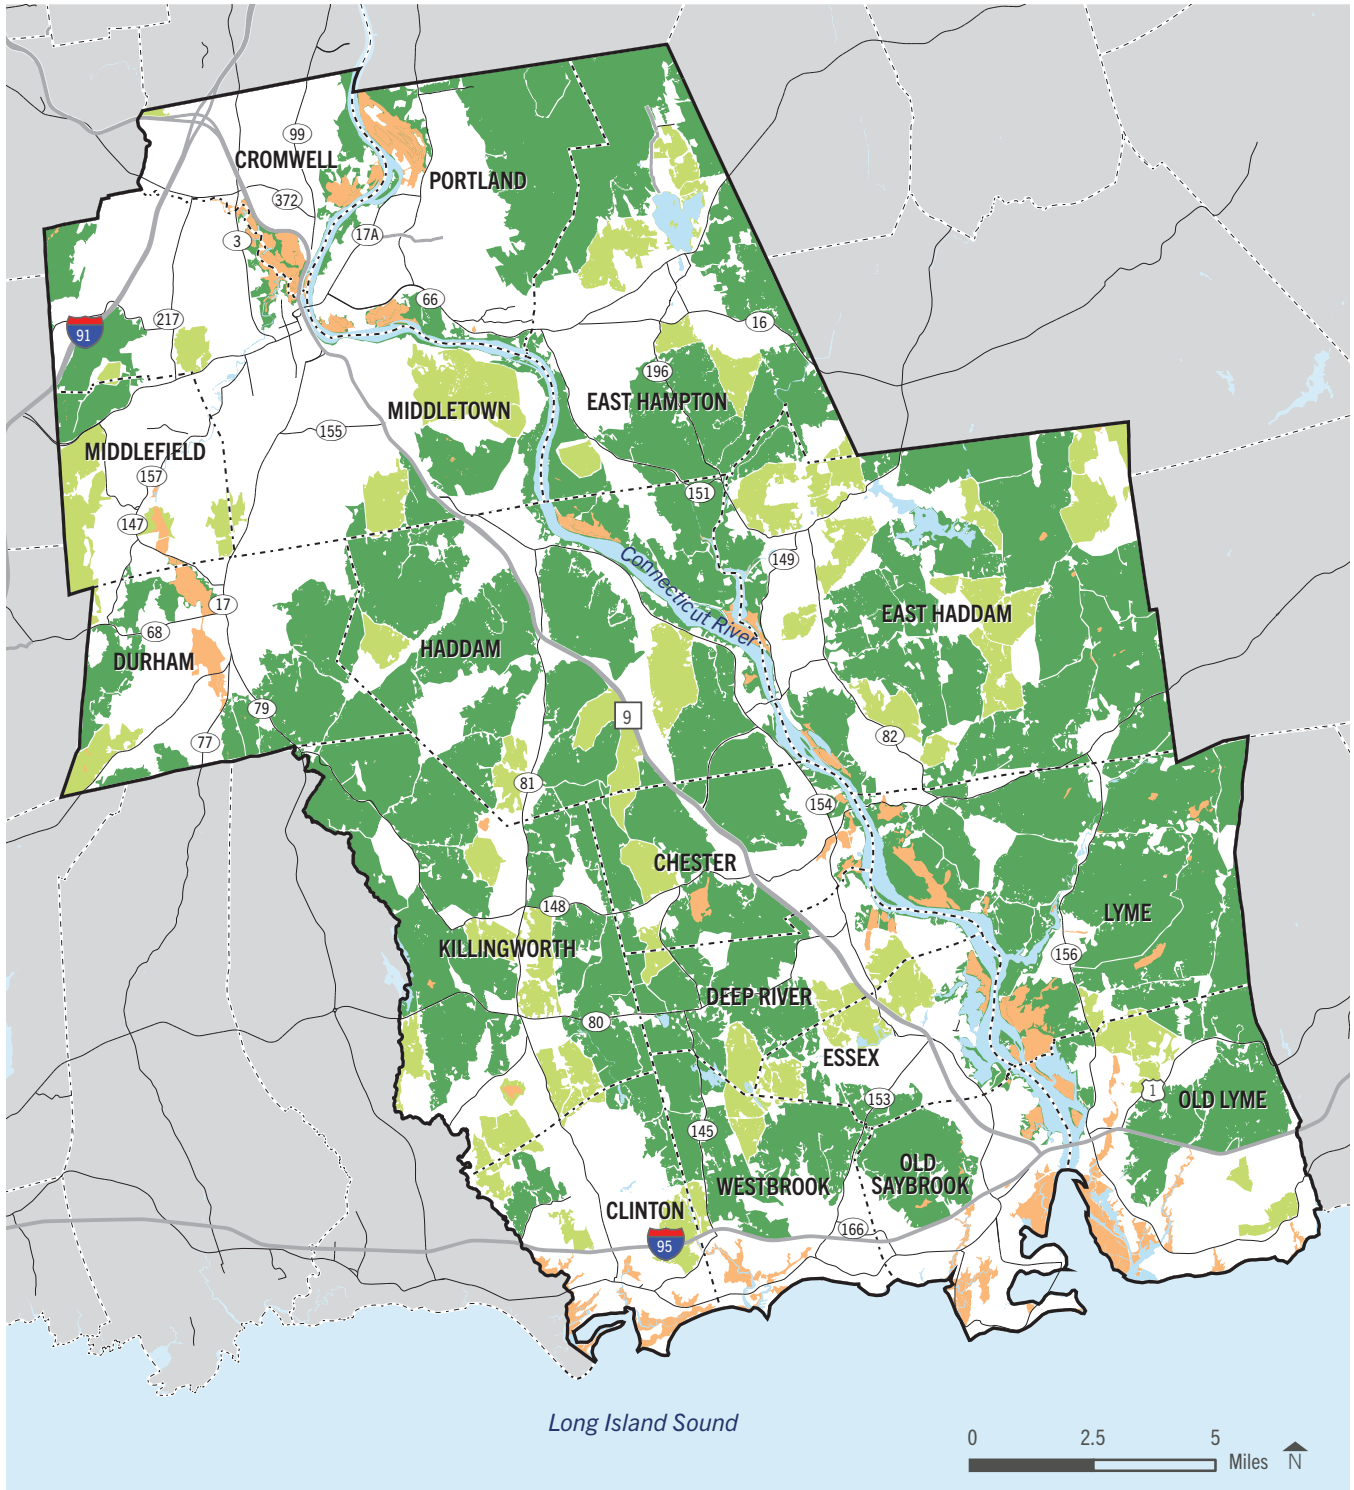 99
CROMWELL
PORTLAND
372
17A
3
66
217
91
16
196
EAST HAMPTON
MIDDLETOWN
155
MIDDLEFIELD
157
151
147
149
Connecticut River
17
EAST HADDAM
68
HADDAM
DURHAM
79
9
82
77
81
154
CHESTER
148
LYME
KILLINGWORTH
156
DEEP RIVER
80
ESSEX
153
1
OLD LYME
145
OLD
SAYBROOK
WESTBROOK
CLINTON
166
95
Long Island Sound
0 2.5 5
Miles N